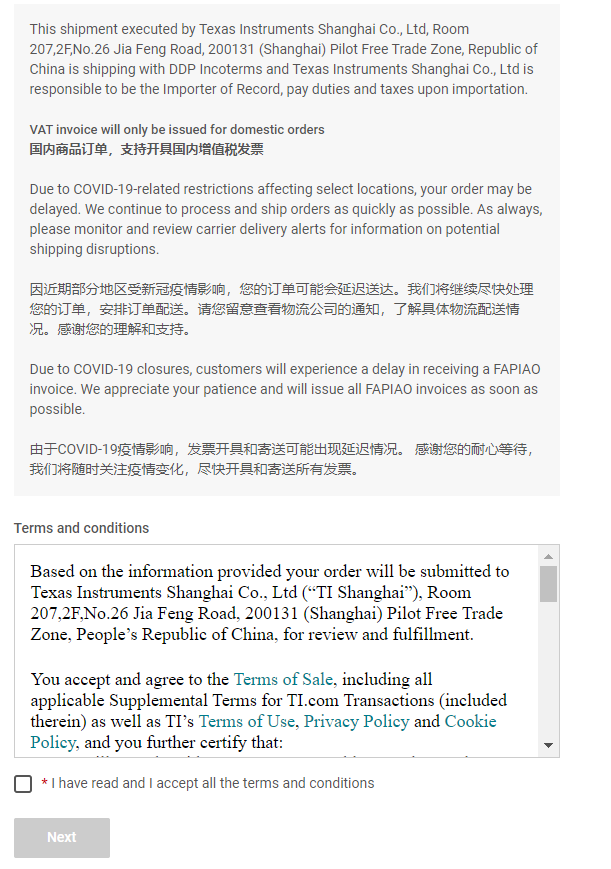 This shipment executed by Texas Instruments Shanghai Co., Ltd, Room
207,2F,No.26 Jia Feng Road, 200131 (Shanghai) Pilot Free Trade Zone, Republic of
China is shipping with DDP Incoterms and Texas Instruments Shanghai Co., Ltd is
responsible to be the Importer of Record, pay duties and taxes upon importation.
VAT invoice will only be issued for domestic orders
国内商品订单，支持开具国内增值税发票
Due to COVID-19-related restrictions affecting select locations, your order may be
delayed. We continue to process and ship orders as quickly as possible. As always,
please monitor and review carrier delivery alerts for information on potential
shipping disruptions.
因近期部分地区受新冠疫情影响，您的订单可能会延迟送达。我们将继续尽快处理
您的订单，安排订单配送。请您留意查看物流公司的通知，了解具体物流配送情
况。感谢您的理解和支持。
Due to COVID-19 closures, customers will experience a delay in receiving a FAPIAO
invoice. We appreciate your patience and will issue all FAPIAO invoices as soon as
possible.
由于COVID-19疫情影响，发票开具和寄送可能出现延迟情况。 感谢您的耐心等待，
我们将随时关注疫情变化，尽快开具和寄送所有发票。
Terms and conditions
Based on the information provided your order will be submitted to
Texas Instruments Shanghai Co., Ltd (“TI Shanghai”), Room
207,2F,No.26 Jia Feng Road, 200131 (Shanghai) Pilot Free Trade
Zone, People’s Republic of China, for review and fulfillment.
You accept and agree to the Terms of Sale, including all
applicable Supplemental Terms for TI.com Transactions (included
therein) as well as TI’s Terms of Use, Privacy Policy and Cookie
Policy, and you further certify that:
* I have read and I accept all the terms and conditions
Next